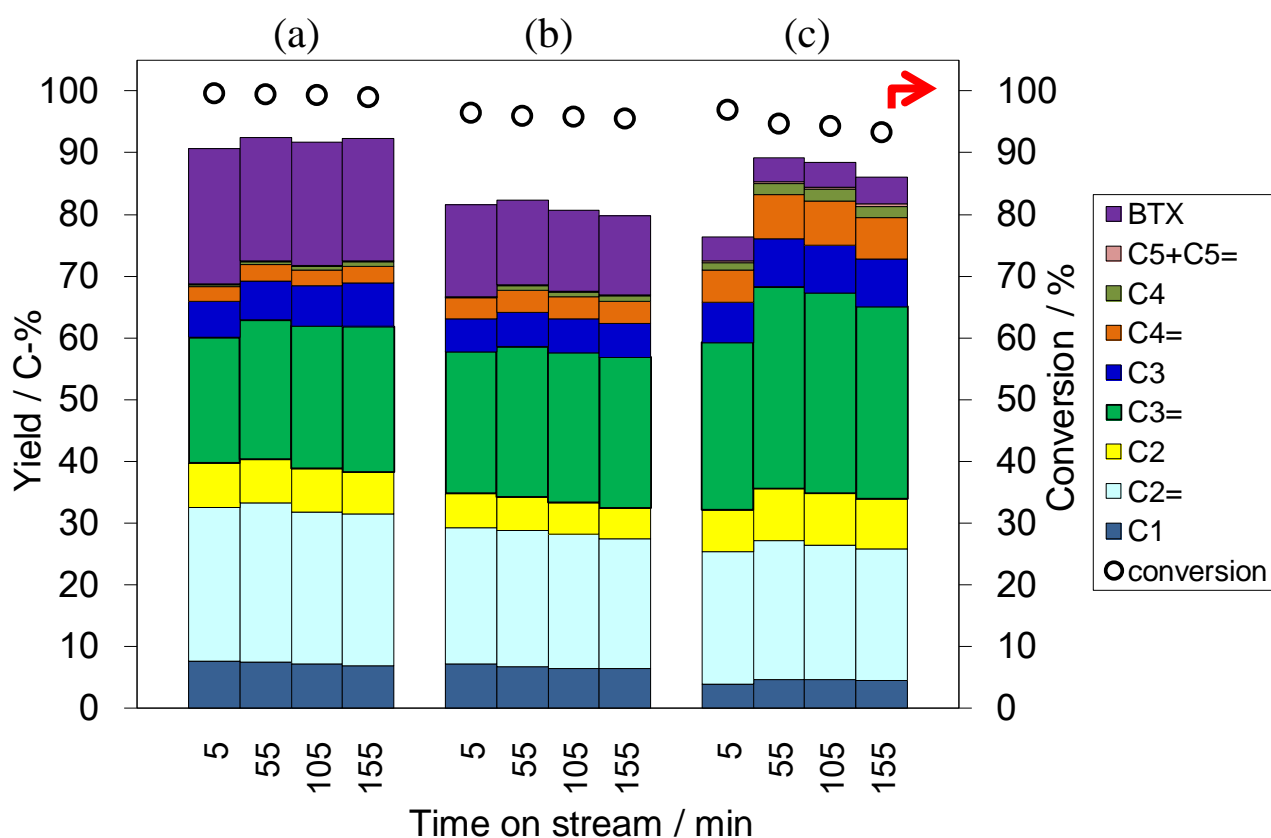 (a) (b) (c)
100 100
90 90
80 80
70 70
60 60
50 50
40 40
30 30
20 20
10 10
0 0
Yield / C-%
Conversion / %
BTX
C5+C5=
C4
C4=
C3
C3=
C2
C2=
C1
conversion
5 55 105 155 5 55 105 155 5 55 105 155
Time on stream / min